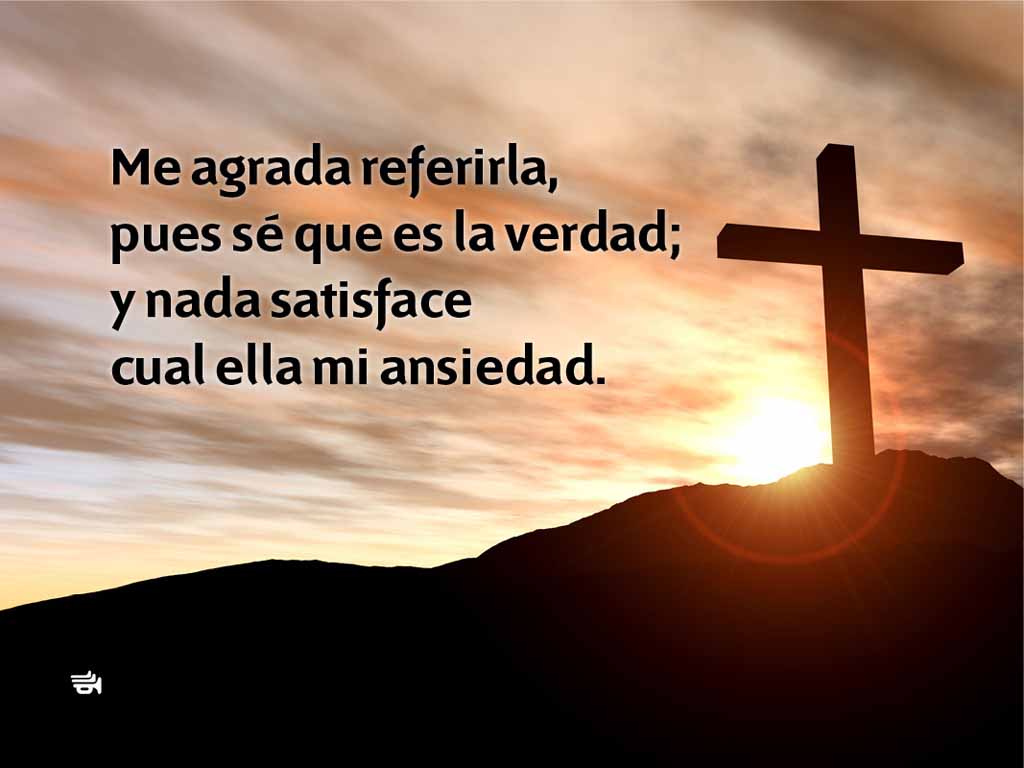 Me agrada referirla,
pues sé que es la verdad;
y nada satisface
cual ella mi ansiedad.